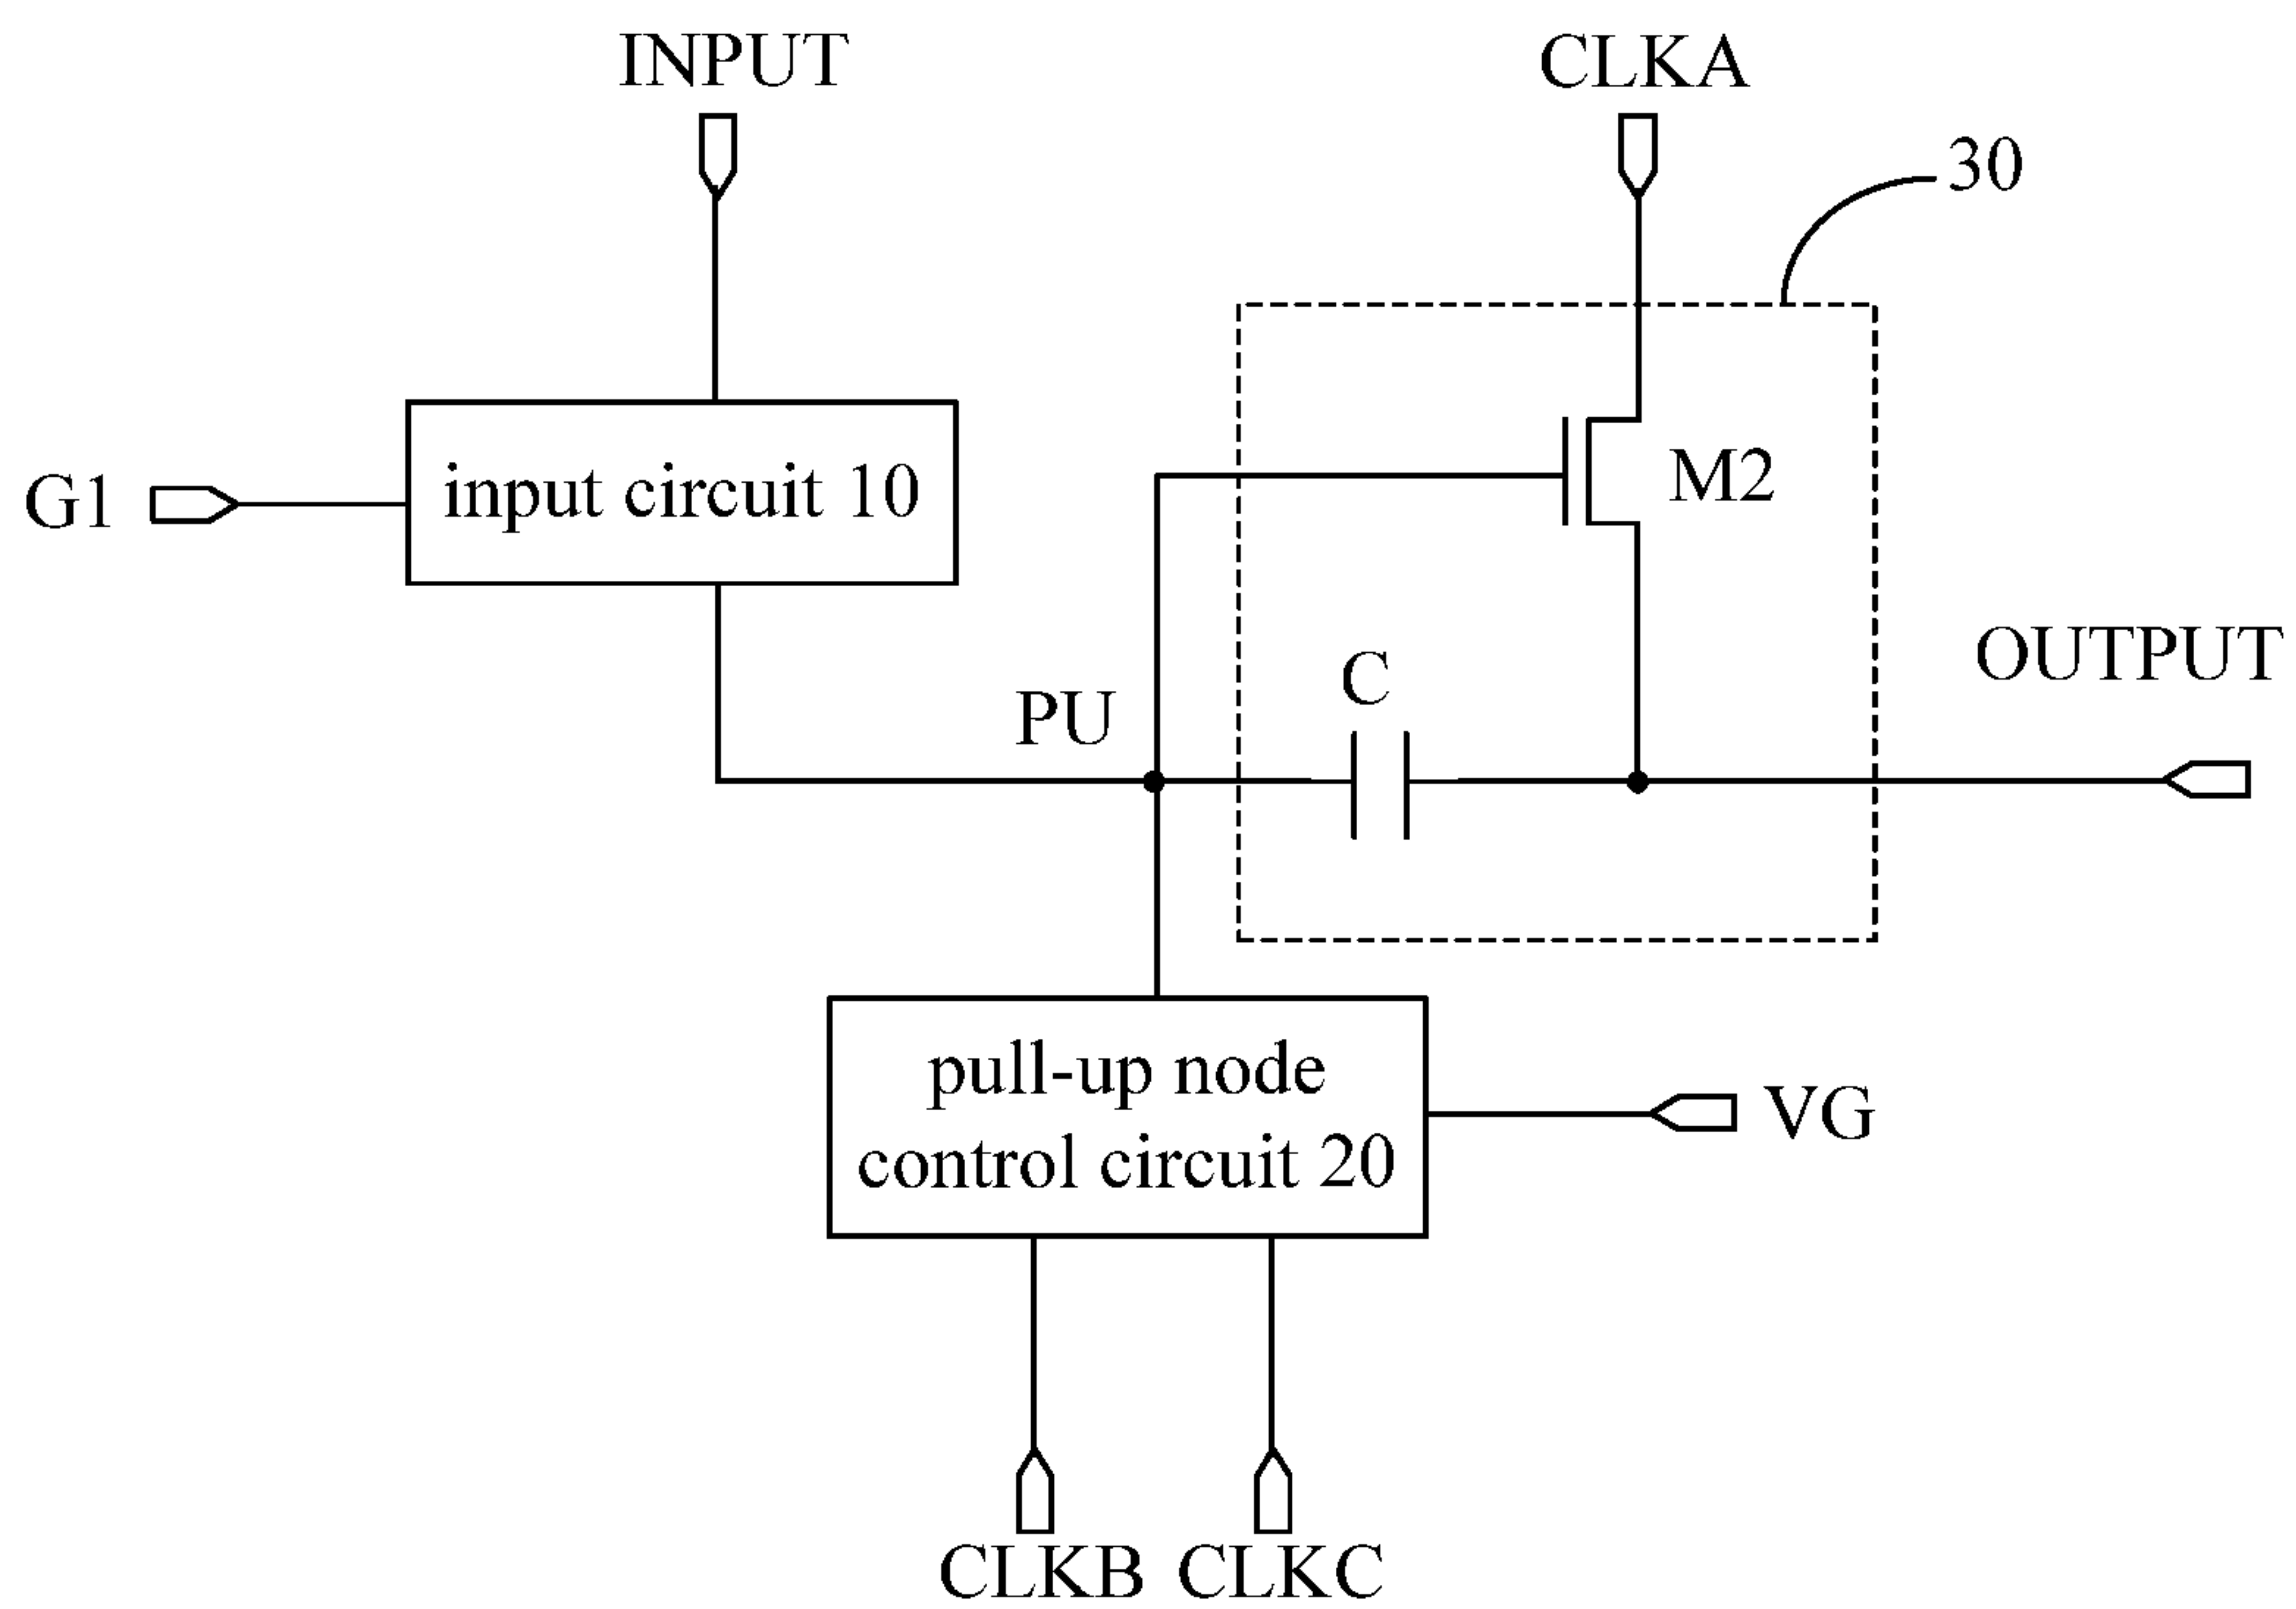 INPUT
CLKA
30
input circuit 10
G1
M2
OUTPUT
C
PU
pull-up node
control circuit 20
VG
CLKB
CLKC